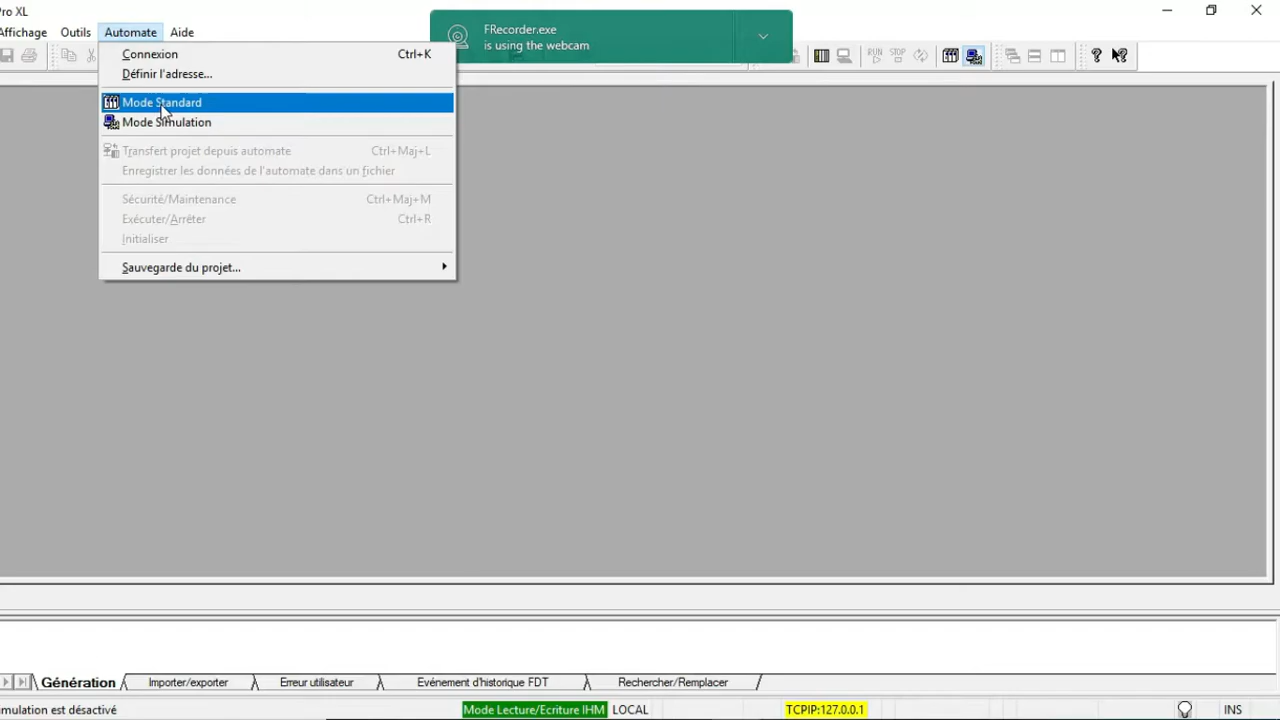 Pro XL
Affichage Outils Automate Aide
FRecorder.exe
is using the webcam
RUN STOP
Connexion Ctrl+K
Définir l'adresse...
Mode Standard
Mode Simulation
Transfert projet depuis automate Ctrl+Maj+L
Enregistrer les données de l'automate dans un fichier
Sécurité/Maintenance Ctrl+Maj+M
Exécuter/Arrêter Ctrl+R
Initialiser
Sauvegarde du projet...
Génération Importer/exporter Erreur utilisateur Evénement d'historique FDT Rechercher/Remplacer
imulation est désactivé Mode Lecture/Ecriture IHM LOCAL TCPIP:127.0.0.1 INS